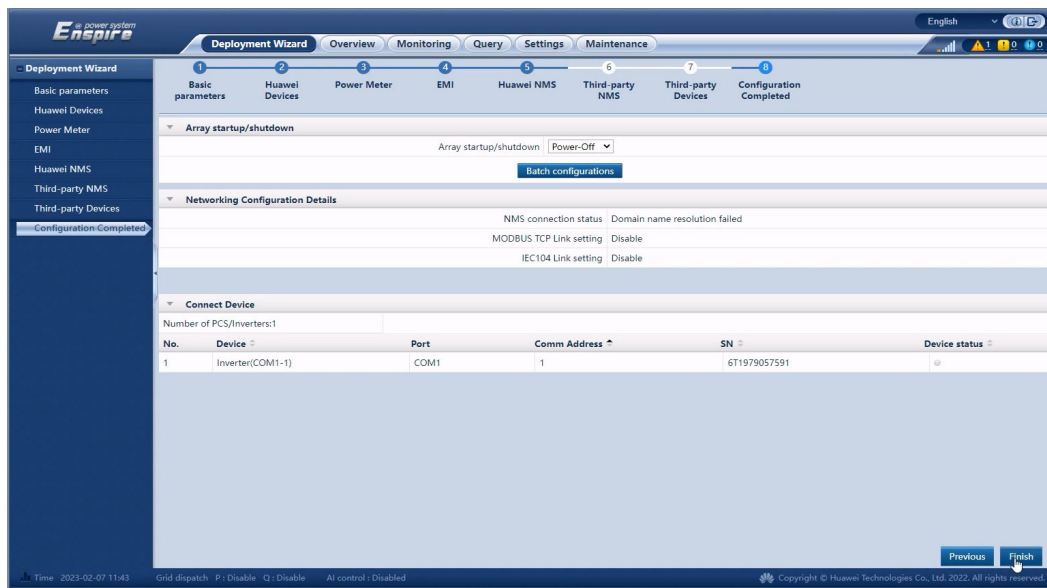 e power system
Enspire
English
Deployment Wizard Overview Monitoring Query Settings Maintenance
1 0 0
Deployment Wizard
Basic parameters
Huawei Devices
Power Meter
EMI
Huawei NMS
Third-party NMS
Third-party Devices
Configuration Completed
1 2 3 4 5 6 7 8
Basic parameters Huawei Devices Power Meter EMI Huawei NMS Third-party NMS Third-party Devices Configuration Completed
Array startup/shutdown
Array startup/shutdown Power-Off
Batch configurations
Networking Configuration Details
NMS connection status Domain name resolution failed
MODBUS TCP Link setting Disable
IEC104 Link setting Disable
Connect Device
Number of PCS/Inverters:1
No. Device Port Comm Address SN Device status
1 Inverter(COM1-1) COM1 1 6T1979057591
Previous Finish
Time 2023-02-07 11:43 Grid dispatch P : Disable Q : Disable AI control : Disabled Copyright © Huawei Technologies Co., Ltd. 2022. All rights reserved.